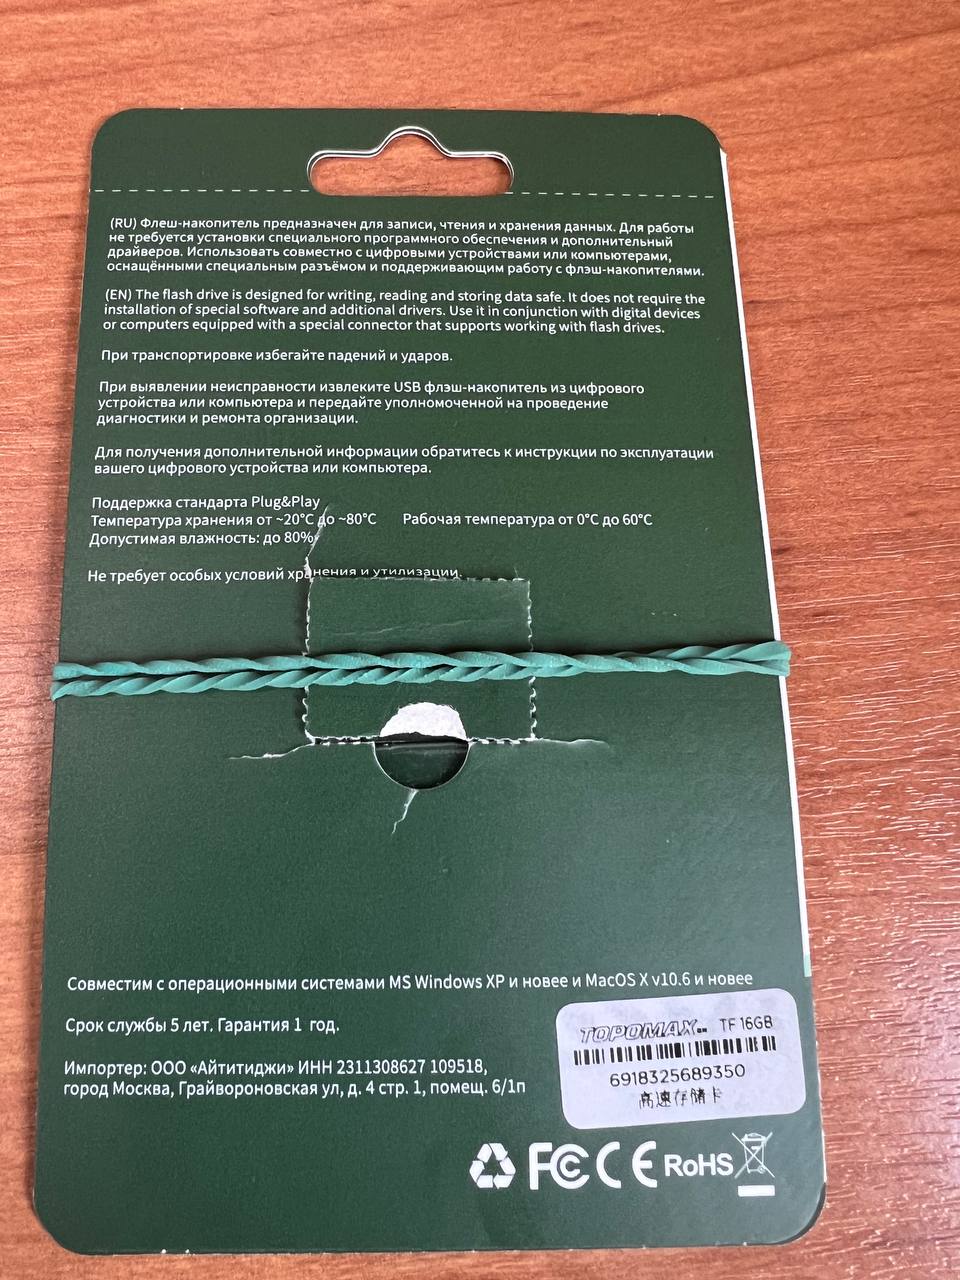 (RU) Флеш-накопитель предназначен для записи, чтения и хранения данных. Для работы
не требуется установки специального программного обеспечения и дополнительный
драйверов. Использовать совместно с цифровыми устройствами или компьютерами,
оснащёнными специальным разъёмом и поддерживающим работу с флэш-накопителями.
(EN) The flash drive is designed for writing, reading and storing data safe. It does not require the
installation of special software and additional drivers. Use it in conjunction with digital devices
or computers equipped with a special connector that supports working with flash drives.
При транспортировке избегайте падений и ударов.
При выявлении неисправности извлеките USB флэш-накопитель из цифрового
устройства или компьютера и передайте уполномоченной на проведение
диагностики и ремонта организации.
Для получения дополнительной информации обратитесь к инструкции по эксплуатации
вашего цифрового устройства или компьютера.
Поддержка стандарта Plug&Play
Температура хранения от ~20°C до ~80°C Рабочая температура от 0°C до 60°C
Допустимая влажность: до 80%
Не требует особых условий хранения и утилизации.
Совместим с операционными системами MS Windows XP и новее и MacOS X v10.6 и новее
Срок службы 5 лет. Гарантия 1 год.
Импортер: ООО «Айтитиджи» ИНН 2311308627 109518,
город Москва, Грайвороновская ул, д. 4 стр. 1, помещ. 6/1п
TOPOMAX TF 16GB
6918325689350
高速存储卡
FC CE RoHS